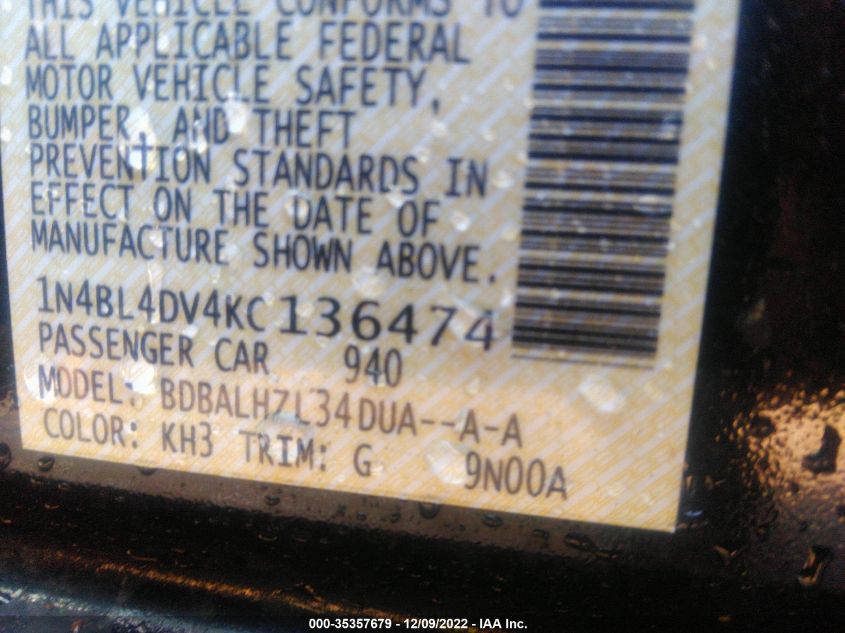 THIS VEHICLE CONFORMS TO
ALL APPLICABLE FEDERAL
MOTOR VEHICLE SAFETY,
BUMPER, AND THEFT
PREVENTION STANDARDS IN
EFFECT ON THE DATE OF
MANUFACTURE SHOWN ABOVE.
1N4BL4DV4KC136474
PASSENGER CAR 940
MODEL: BDBALHZL34DUA--A-A
COLOR: KH3 TRIM: G 9N00A
000-35357679 - 12/09/2022 - IAA Inc.